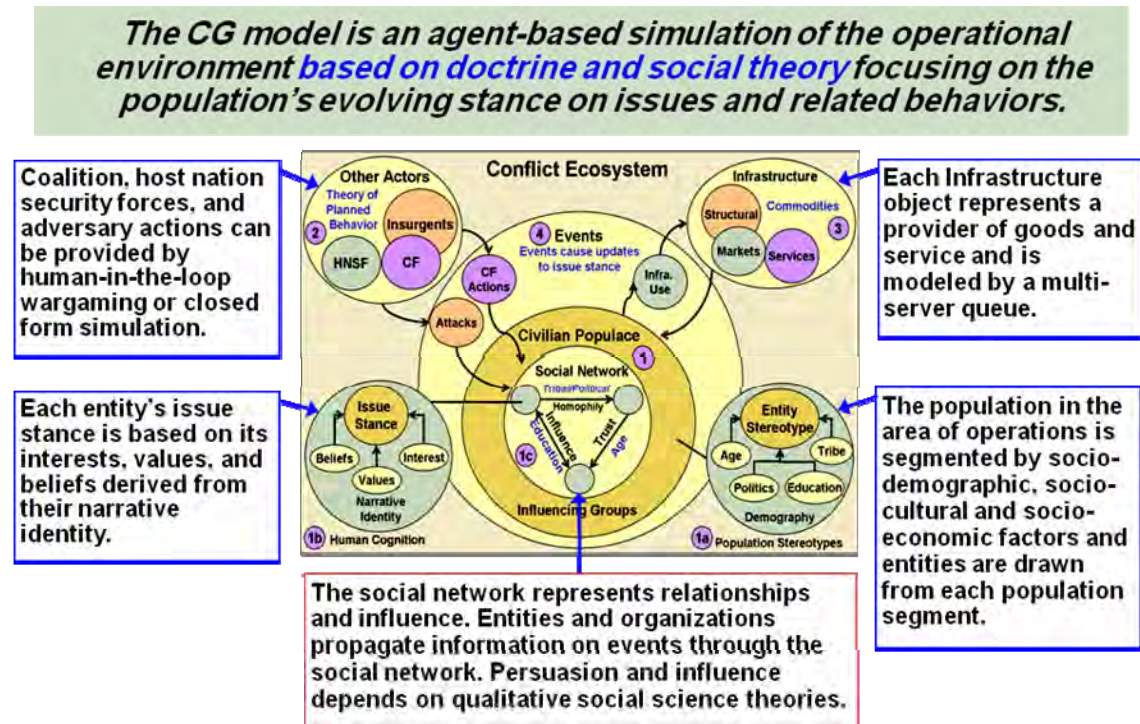 The CG model is an agent-based simulation of the operational
environment based on doctrine and social theory focusing on the
population's evolving stance on issues and related behaviors.
Coalition, host nation
security forces, and
adversary actions can
be provided by
human-in-the-loop
wargaming or closed
form simulation.
Each entity's issue
stance is based on its
interests, values, and
beliefs derived from
their narrative
identity.
Conflict Ecosystem
Other Actors
Theory of
Planned
Behavior
2
Insurgents
HNSF
CF
4
Events
Events cause updates
to issue stance
CF
Actions
Attacks
Infra.
Use
Infrastructure
Structural
Commodities
3
Markets
Services
Civilian Populace
1
Social Network
Tribal/Political
Homophily
Influence
Education
Trust
Age
1c
Influencing Groups
Issue
Stance
Beliefs
Interest
Values
Narrative
Identity
1b
Human Cognition
Entity
Stereotype
Age
Tribe
Politics
Education
Demography
1a
Population Stereotypes
Each Infrastructure
object represents a
provider of goods and
service and is
modeled by a multi-
server queue.
The population in the
area of operations is
segmented by socio-
demographic, socio-
cultural and socio-
economic factors and
entities are drawn
from each population
segment.
The social network represents relationships
and influence. Entities and organizations
propagate information on events through the
social network. Persuasion and influence
depends on qualitative social science theories.